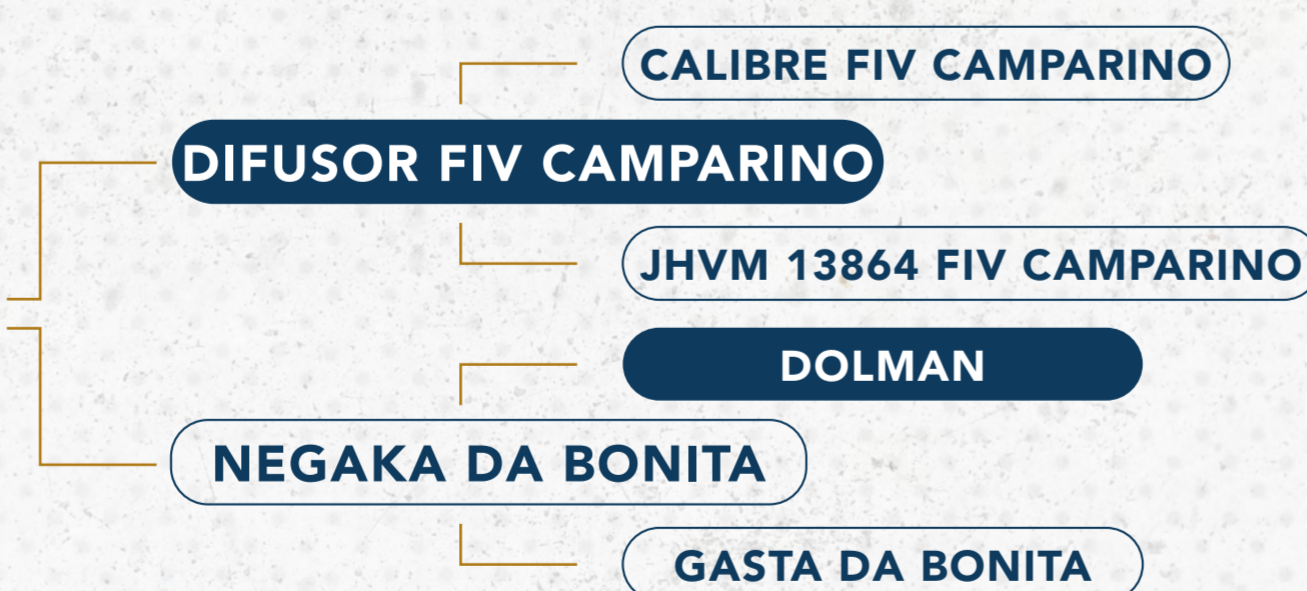 CALIBRE FIV CAMPARINO
DIFUSOR FIV CAMPARINO
JHVM 13864 FIV CAMPARINO
DOLMAN
NEGAKA DA BONITA
GASTA DA BONITA